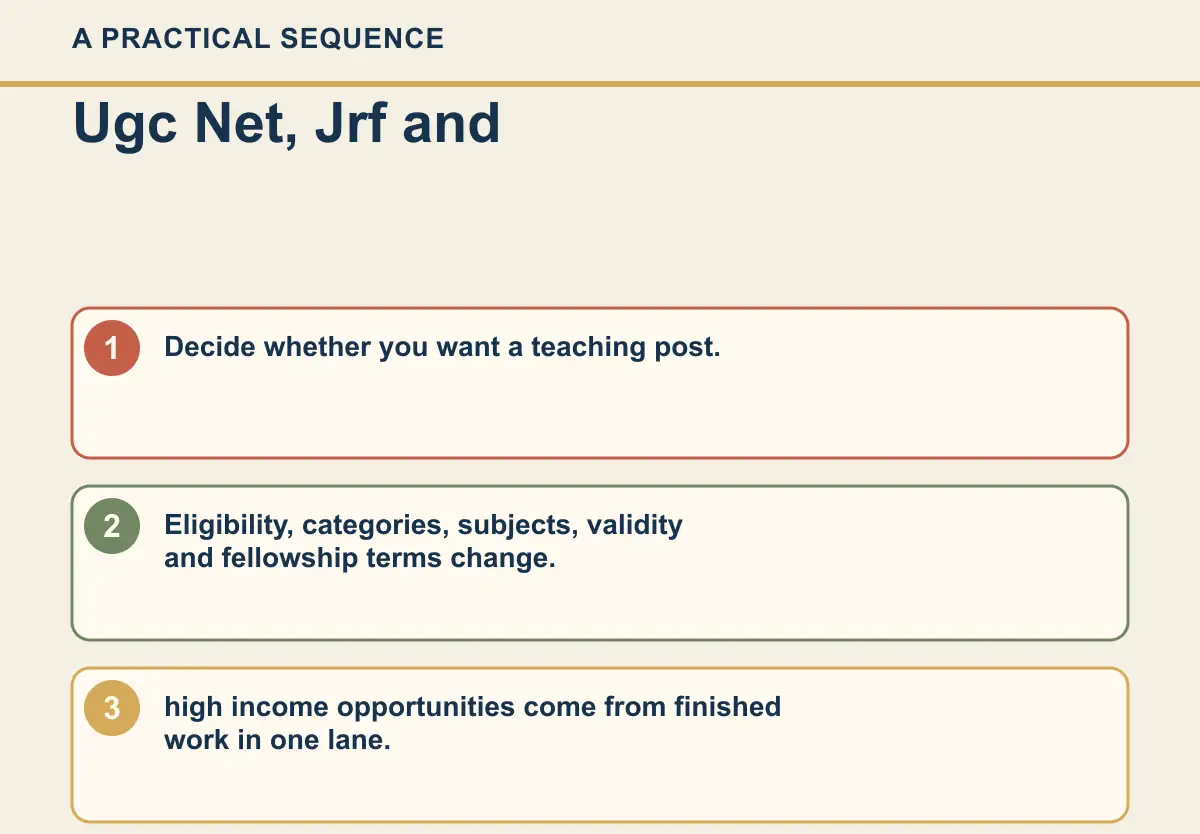 A PRACTICAL SEQUENCE
Ugc Net, Jrf and
1
Decide whether you want a teaching post.
2
Eligibility, categories, subjects, validity
and fellowship terms change.
3
high income opportunities come from finished
work in one lane.